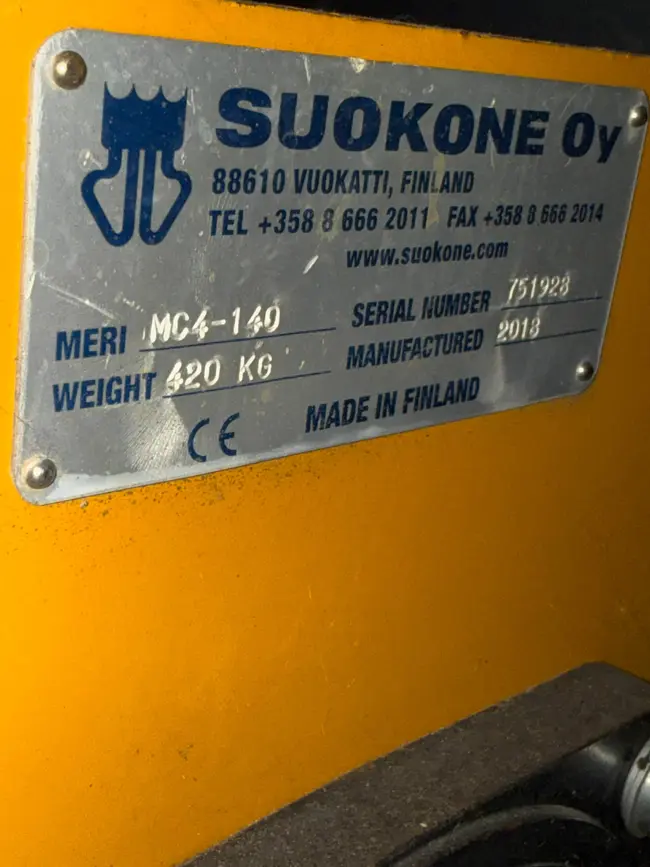 SUOKONE Oy
88610 VUOKATTI, FINLAND
TEL +358 8 666 2011 FAX +358 8 666 2014
www.suokone.com
MERI MC4-140 SERIAL NUMBER 751928
WEIGHT 420 KG MANUFACTURED 2018
CE MADE IN FINLAND